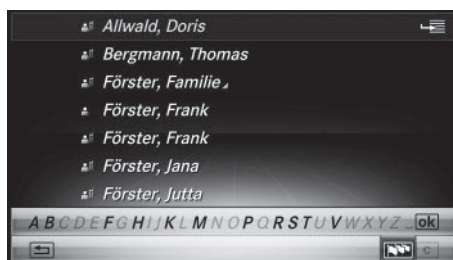 Allwald, Doris
Bergmann, Thomas
Förster, Familie
Förster, Frank
Förster, Frank
Förster, Jana
Förster, Jutta
A B C D E F G H I J K L M N O P Q R S T U V W X Y Z _ ok
c